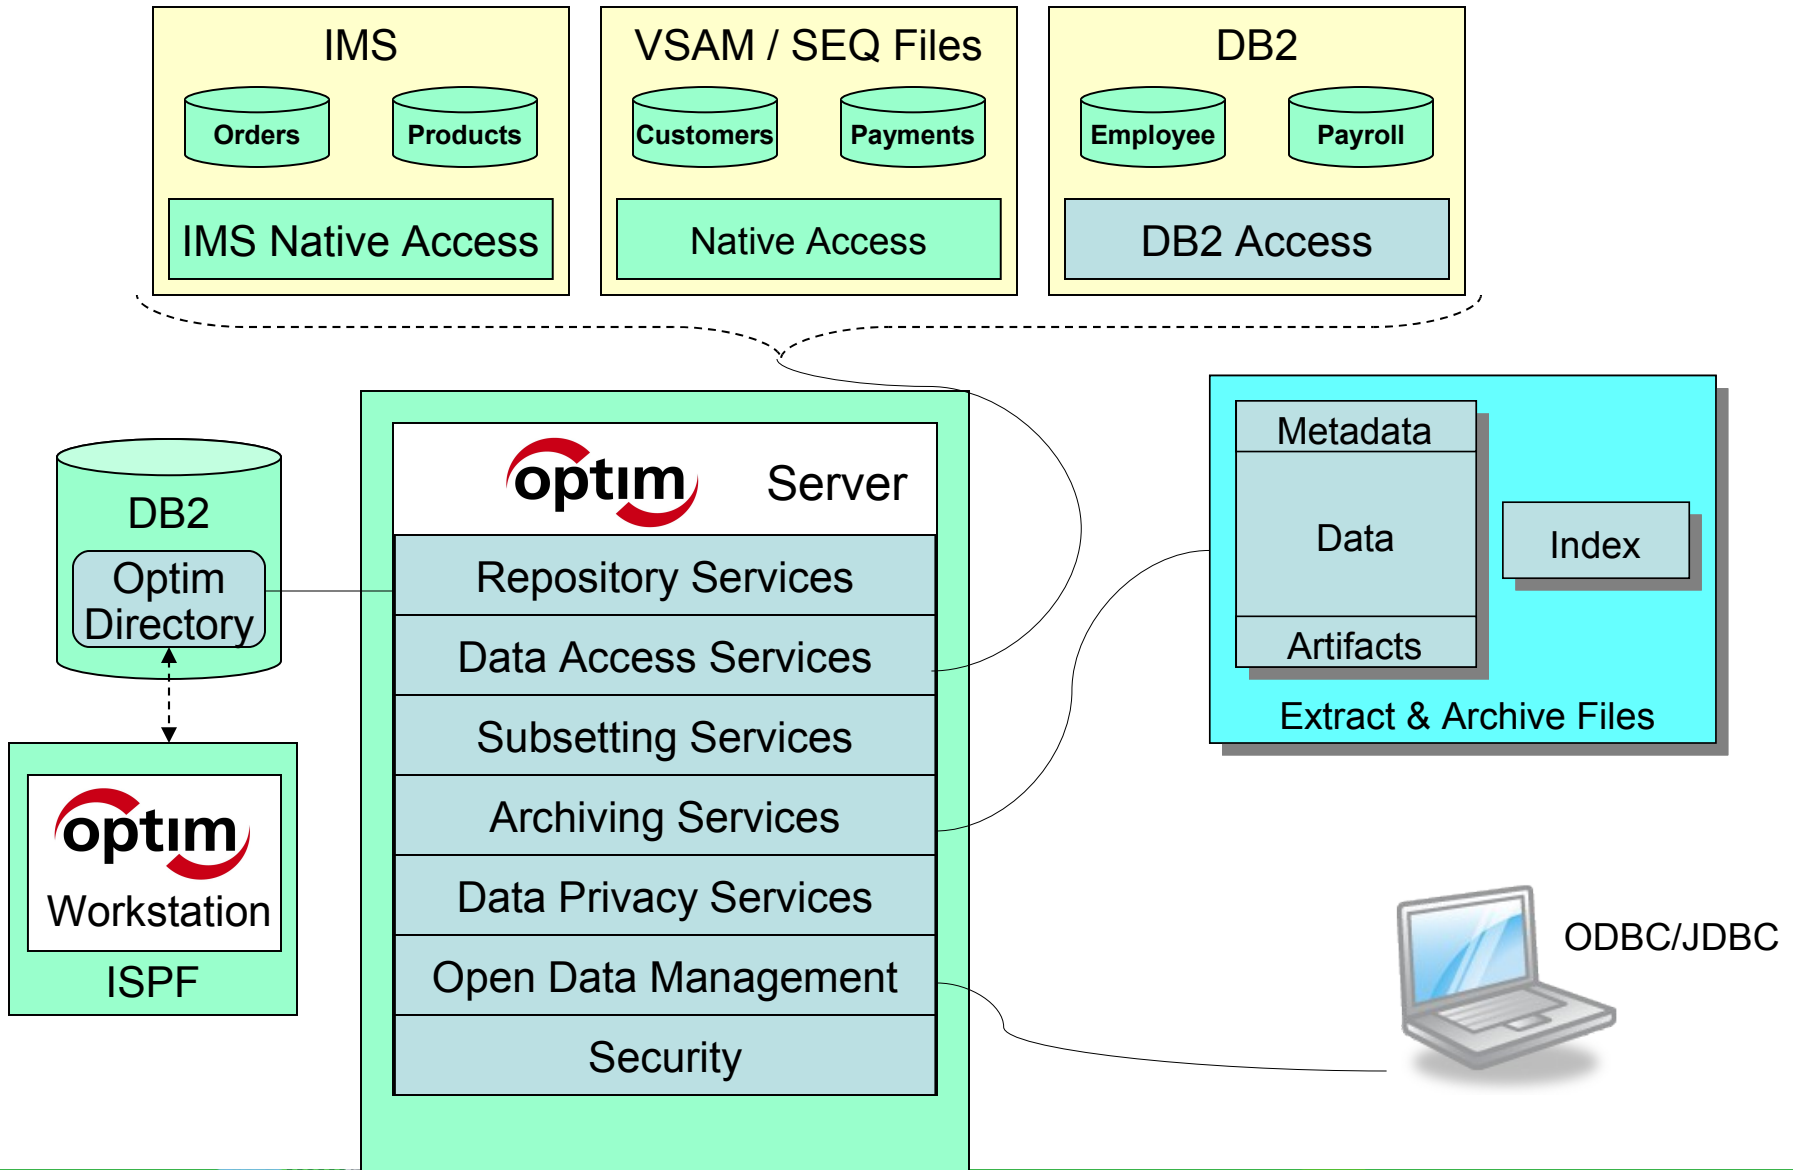 IMS
Orders
Products
IMS Native Access
VSAM / SEQ Files
Customers
Payments
Native Access
DB2
Employee
Payroll
DB2 Access
DB2
Optim
Directory
optim
Workstation
ISPF
optim Server
Repository Services
Data Access Services
Subsetting Services
Archiving Services
Data Privacy Services
Open Data Management
Security
Metadata
Data
Artifacts
Index
Extract & Archive Files
ODBC/JDBC